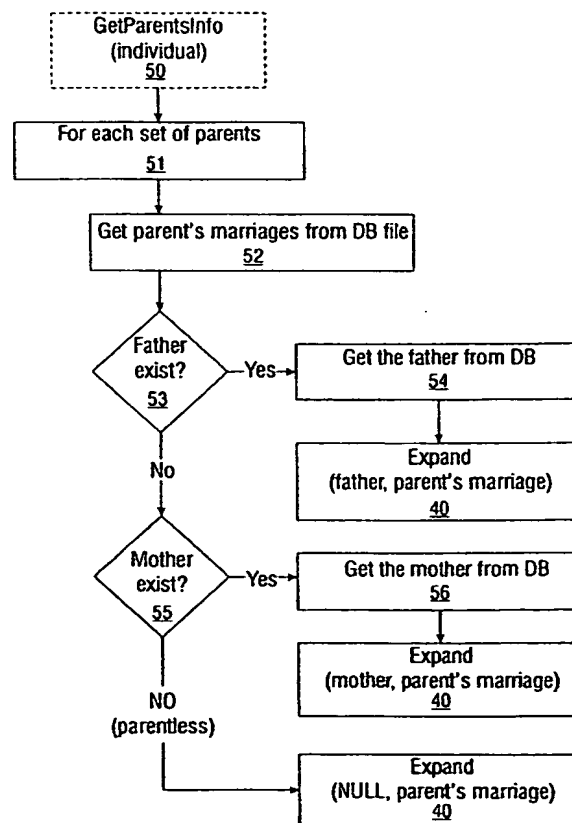 GetParentsInfo
(individual)
50
For each set of parents
51
Get parent's marriages from DB file
52
Father
exist?
53
Yes
Get the father from DB
54
Expand
(father, parent's marriage)
40
No
Mother
exist?
55
Yes
Get the mother from DB
56
Expand
(mother, parent's marriage)
40
NO
(parentless)
Expand
(NULL, parent's marriage)
40